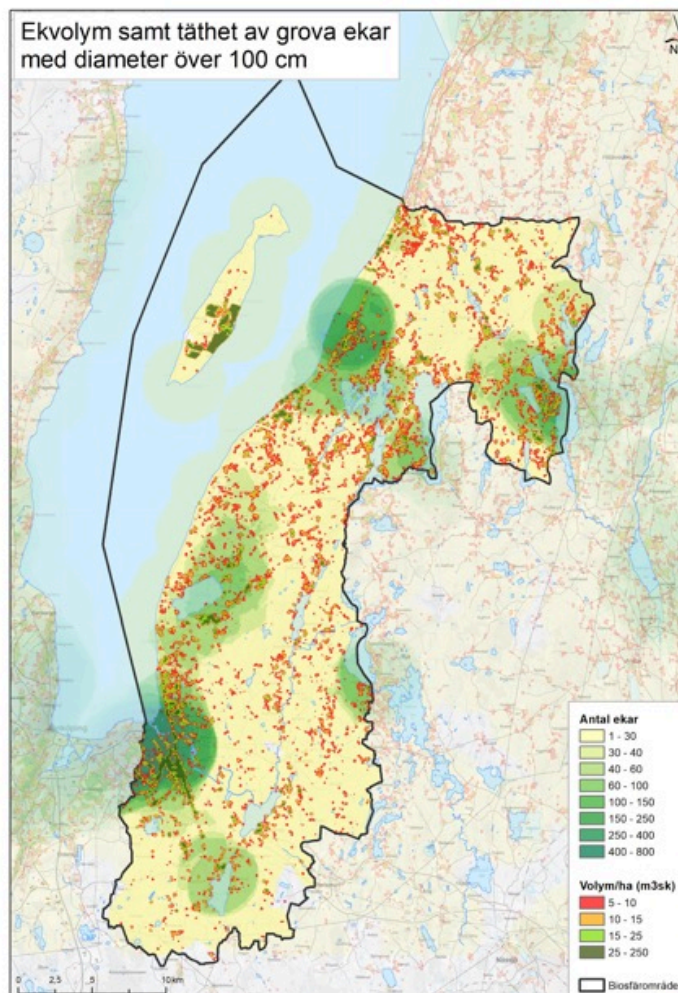 Ekvolym samt täthet av grova ekar
med diameter över 100 cm
N
Antal ekar
1 - 30
30 - 40
40 - 60
60 - 100
100 - 150
150 - 250
250 - 400
400 - 800
Volym/ha (m3sk)
5 - 10
10 - 15
15 - 25
25 - 250
Biosfärområde
0 2,5 5 10 km